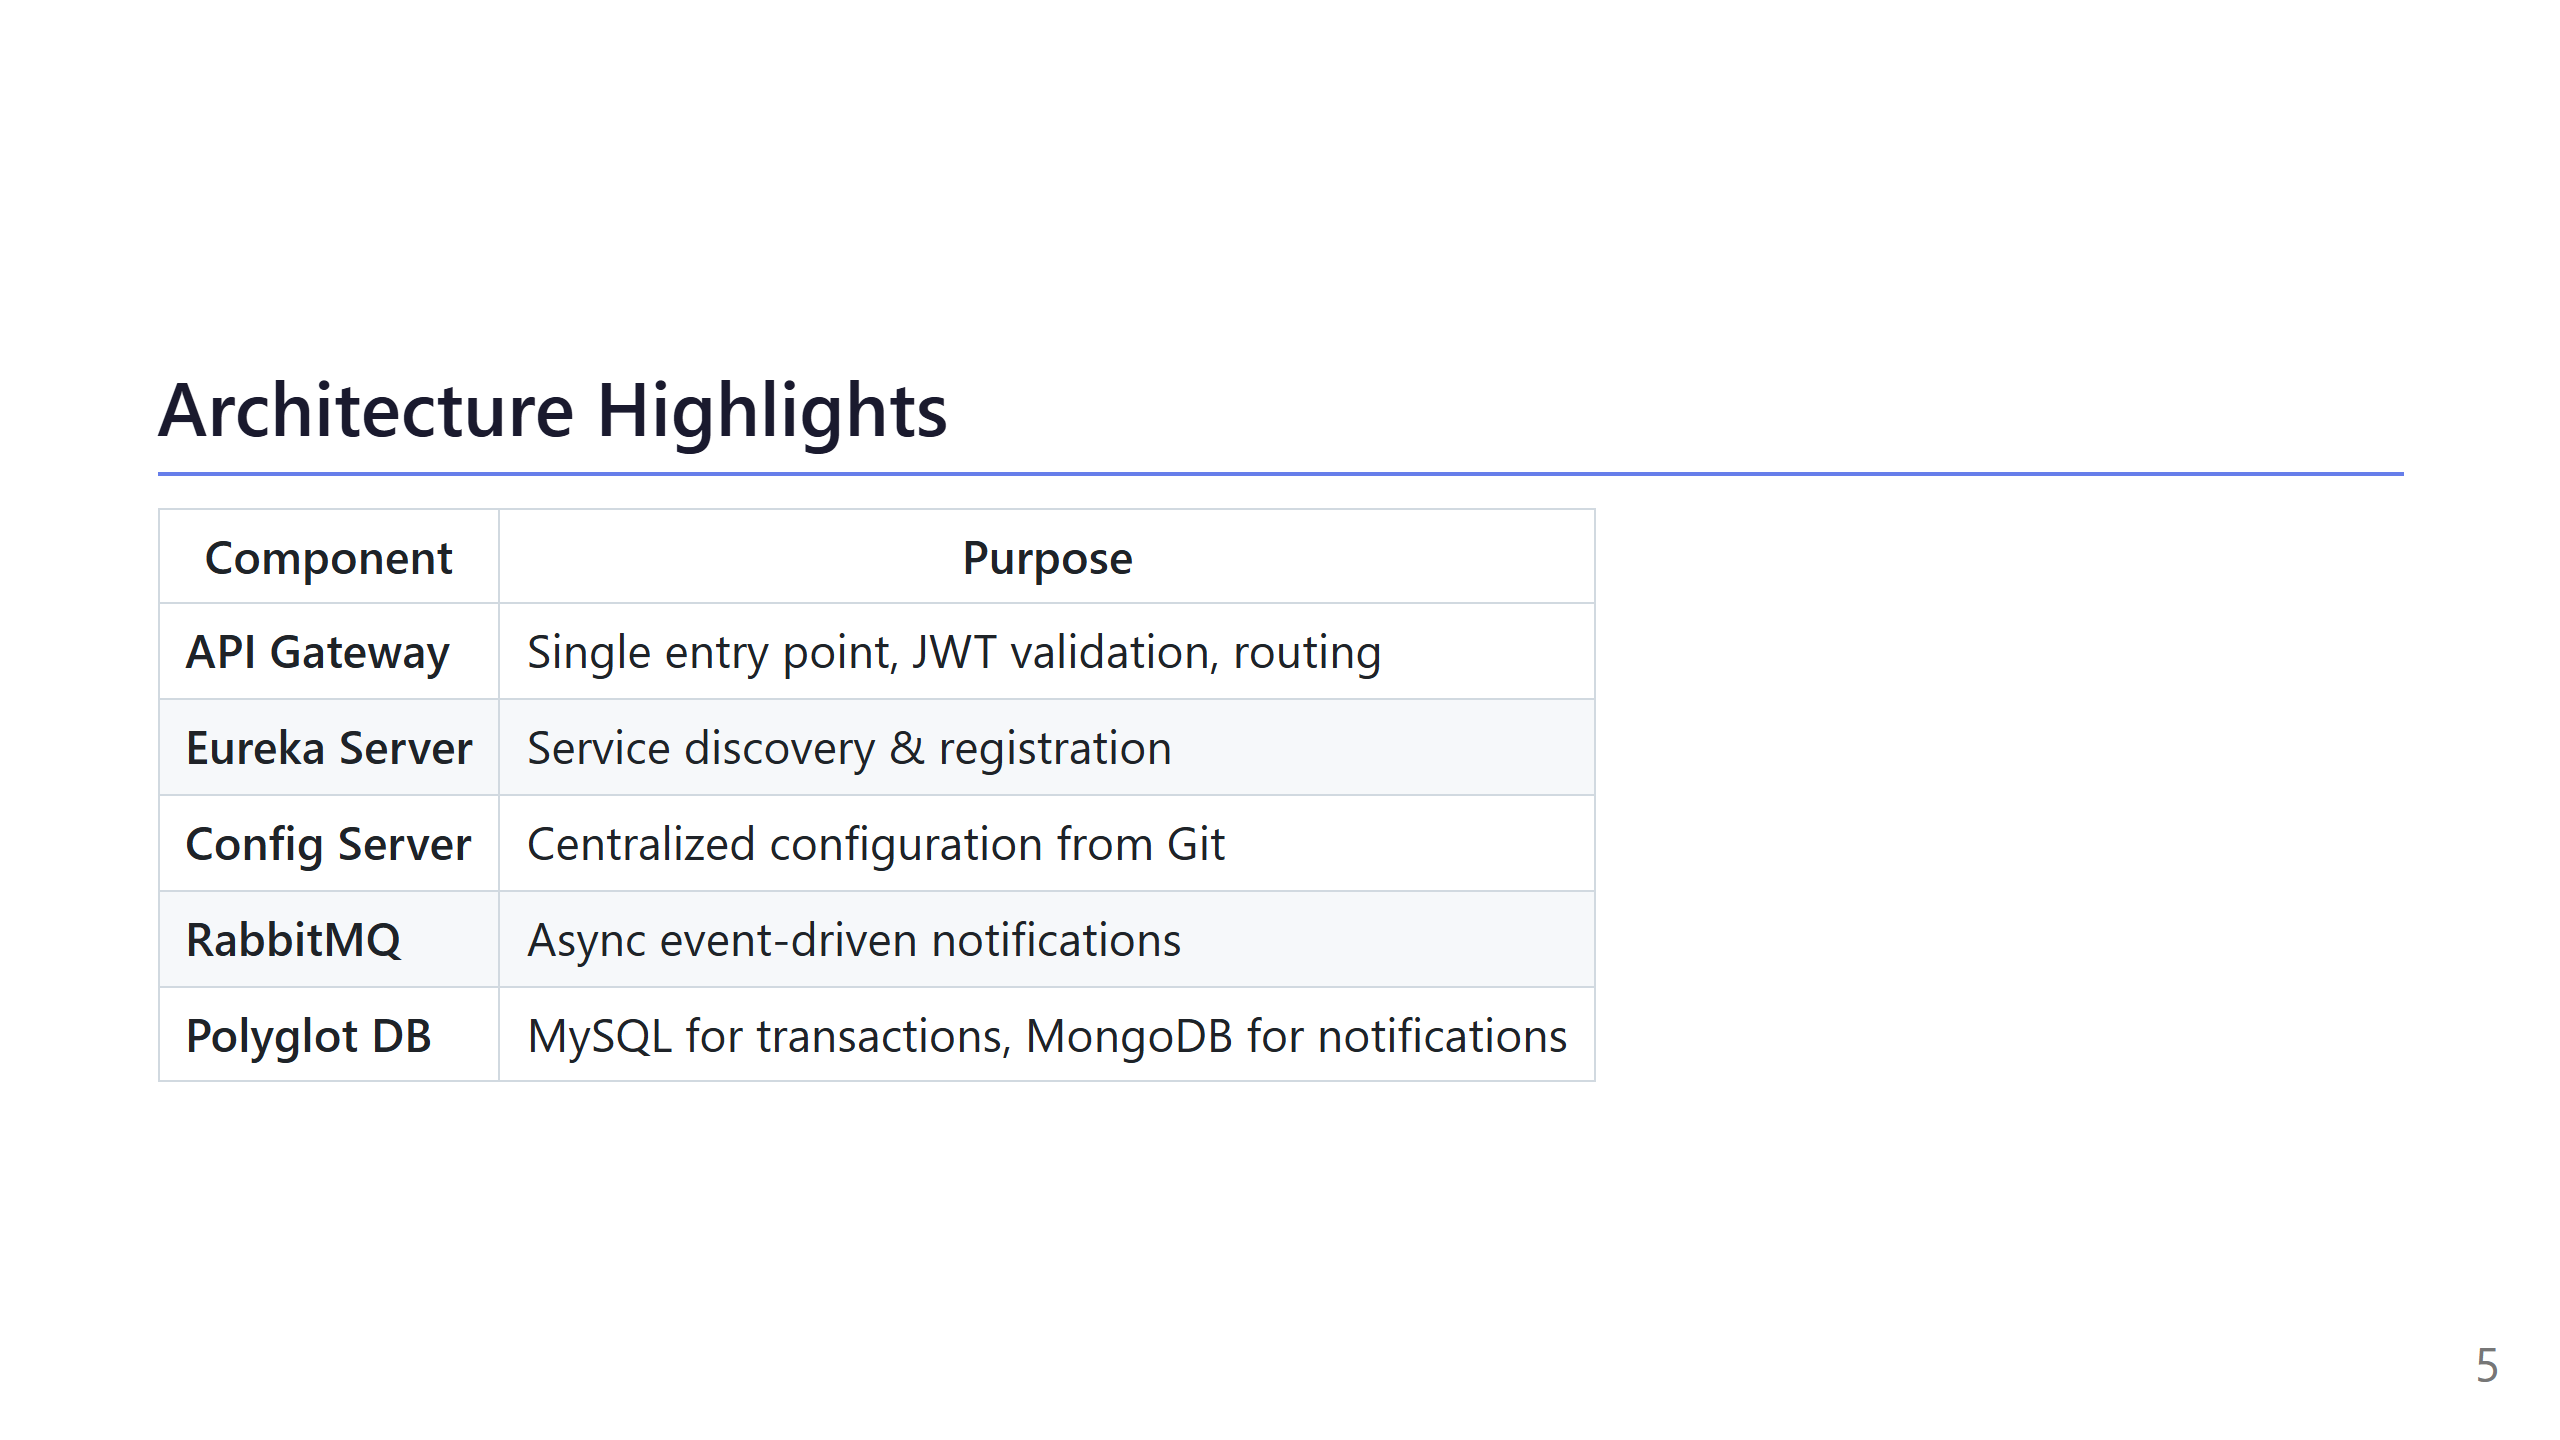 Architecture Highlights
Component Purpose
API Gateway Single entry point, JWT validation, routing
Eureka Server Service discovery & registration
Config Server Centralized configuration from Git
RabbitMQ Async event-driven notifications
Polyglot DB MySQL for transactions, MongoDB for notifications
5